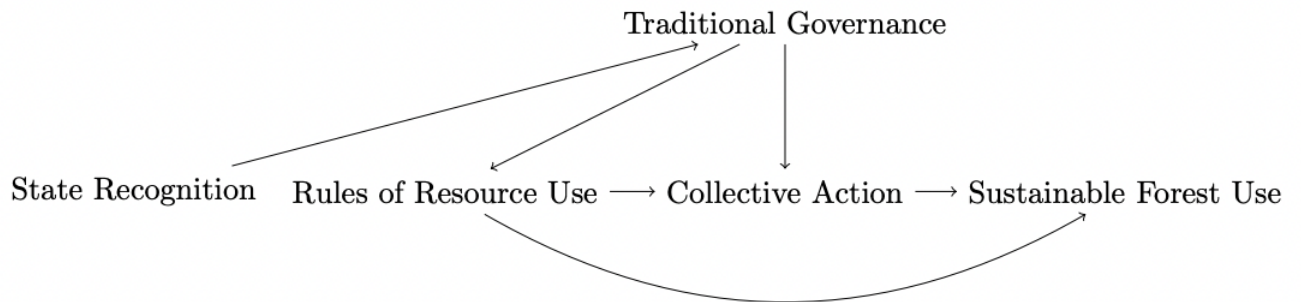 Traditional Governance
State Recognition
Rules of Resource Use
Collective Action
Sustainable Forest Use